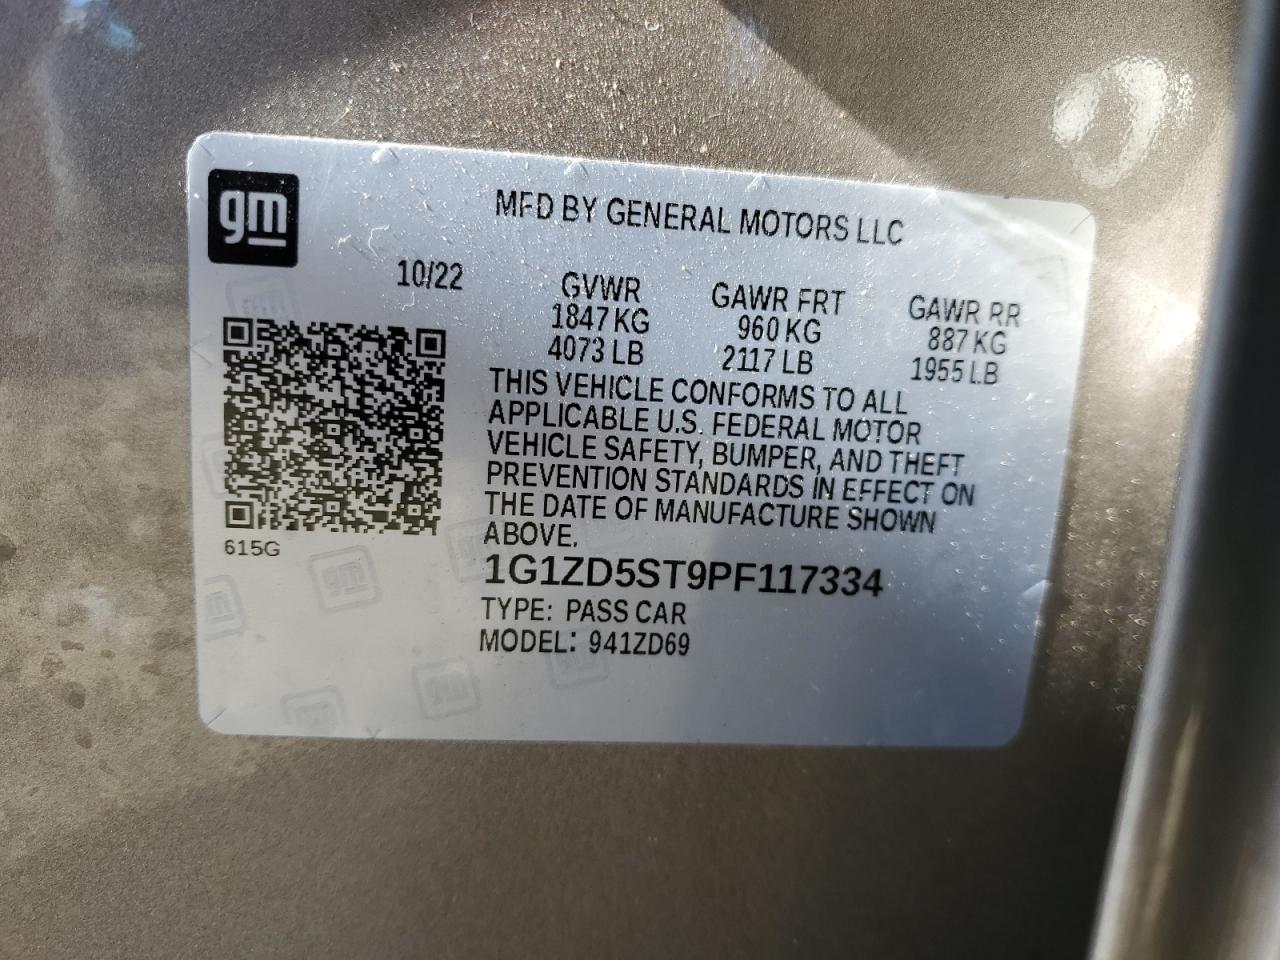 gm
MFD BY GENERAL MOTORS LLC
10/22
GVWR GAWR FRT GAWR RR
1847 KG 960 KG 887 KG
4073 LB 2117 LB 1955 LB
THIS VEHICLE CONFORMS TO ALL
APPLICABLE U.S. FEDERAL MOTOR
VEHICLE SAFETY, BUMPER, AND THEFT
PREVENTION STANDARDS IN EFFECT ON
THE DATE OF MANUFACTURE SHOWN
ABOVE.
615G
1G1ZD5ST9PF117334
TYPE: PASS CAR
MODEL: 941ZD69